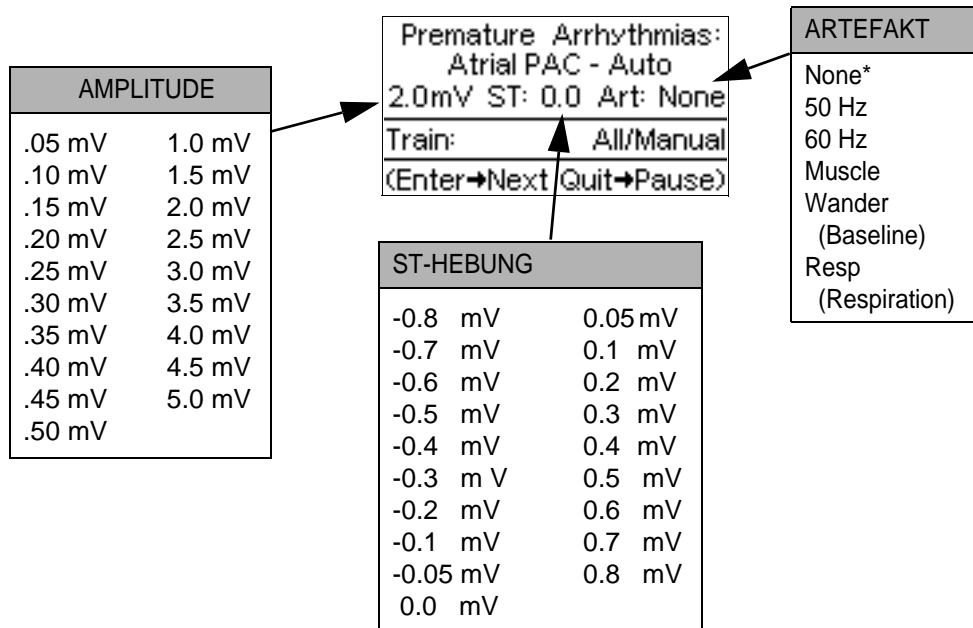 Premature Arrhythmias:
Atrial PAC - Auto
2.0mV ST: 0.0 Art: None
Train: All/Manual
(Enter➔Next Quit➔Pause)
AMPLITUDE
.05 mV 1.0 mV
.10 mV 1.5 mV
.15 mV 2.0 mV
.20 mV 2.5 mV
.25 mV 3.0 mV
.30 mV 3.5 mV
.35 mV 4.0 mV
.40 mV 4.5 mV
.45 mV 5.0 mV
.50 mV
ST-HEBUNG
-0.8 mV 0.05 mV
-0.7 mV 0.1 mV
-0.6 mV 0.2 mV
-0.5 mV 0.3 mV
-0.4 mV 0.4 mV
-0.3 m V 0.5 mV
-0.2 mV 0.6 mV
-0.1 mV 0.7 mV
-0.05 mV 0.8 mV
0.0 mV
ARTEFAKT
None*
50 Hz
60 Hz
Muscle
Wander
(Baseline)
Resp
(Respiration)